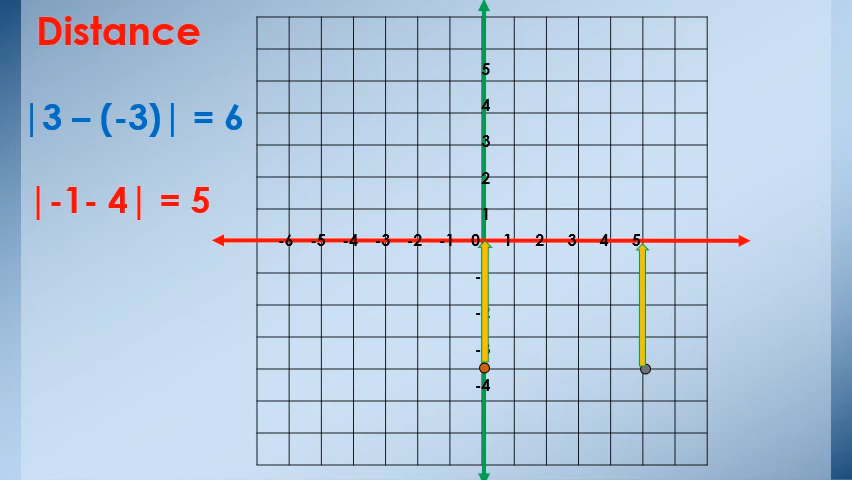 Distance
|3 – (-3)| = 6
|-1- 4| = 5
5
4
3
2
1
-6 -5 -4 -3 -2 -1 0 1 2 3 4 5
-4